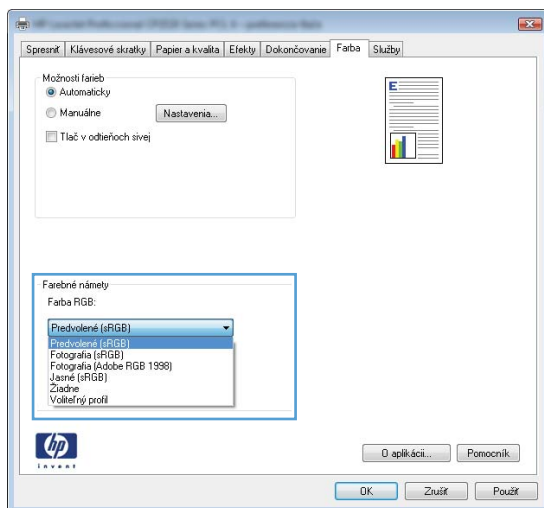 Spresniť Klávesové skratky Papier a kvalita Efekty Dokončovanie Farba Služby
Možnosti farieb
Automaticky
Manuálne Nastavenia...
Tlač v odtieňoch sivej
E
Farebné námety
Farba RGB:
Predvolené (sRGB)
Predvolené (sRGB)
Fotografia (sRGB)
Fotografia (Adobe RGB 1998)
Jasné (sRGB)
Žiadne
Voliteľný profil
hp
invent
O aplikácii... Pomocník
OK Zrušiť Použiť